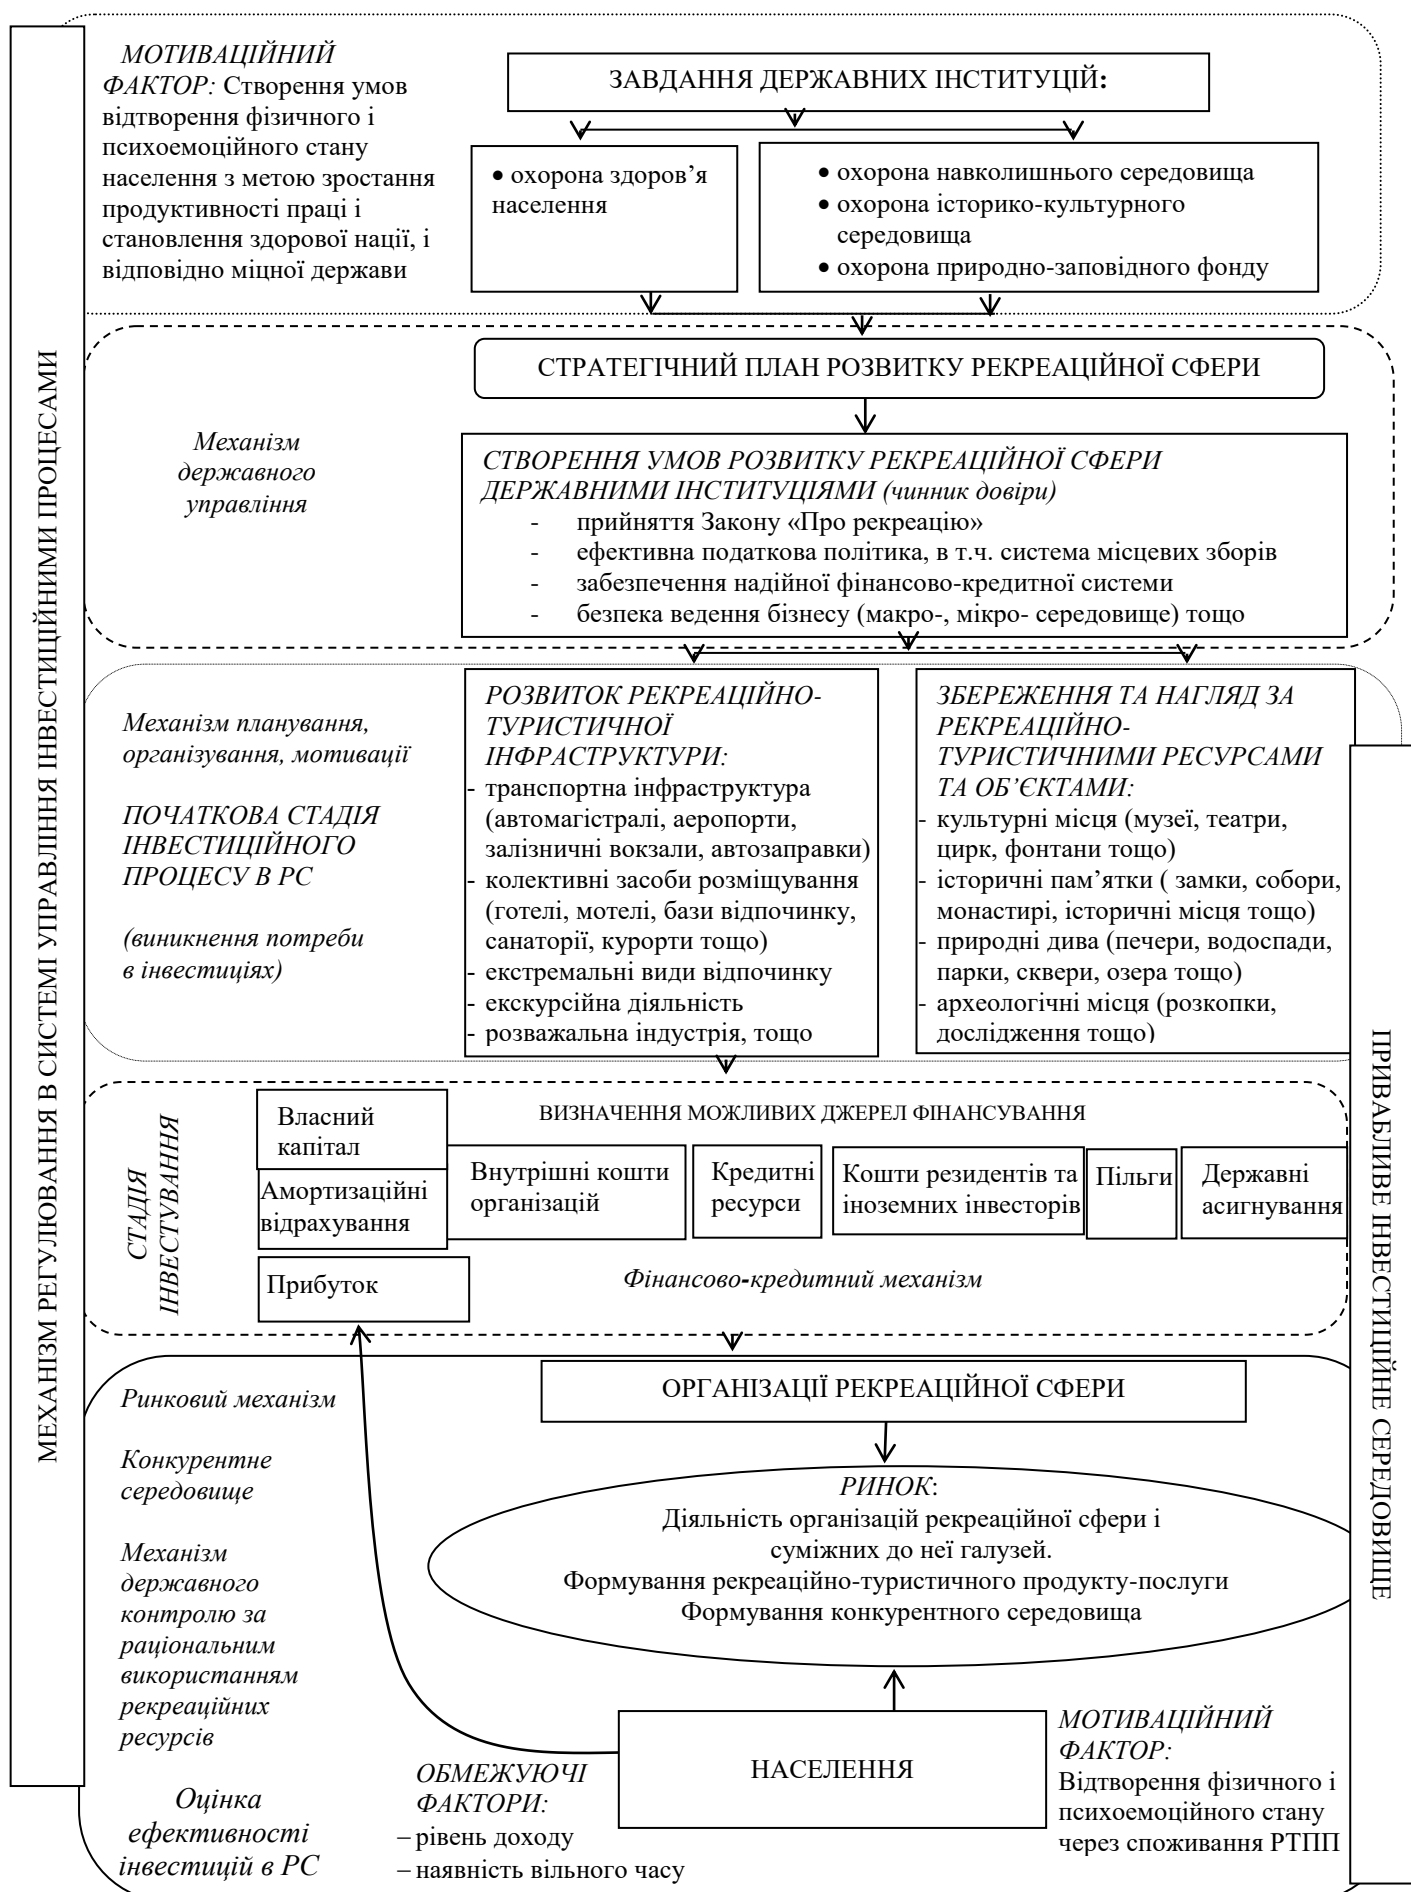 МЕХАНІЗМ РЕГУЛЮВАННЯ В СИСТЕМІ УПРАВЛІННЯ ІНВЕСТИЦІЙНИМИ ПРОЦЕСАМИ
МОТИВАЦІЙНИЙ
ФАКТОР: Створення умов
відтворення фізичного і
психоемоційного стану
населення з метою зростання
продуктивності праці і
становлення здорової нації, і
відповідно міцної держави
ЗАВДАННЯ ДЕРЖАВНИХ ІНСТИТУЦІЙ:
• охорона здоров’я
населення
• охорона навколишнього середовища
• охорона історико-культурного
середовища
• охорона природно-заповідного фонду
СТРАТЕГІЧНИЙ ПЛАН РОЗВИТКУ РЕКРЕАЦІЙНОЇ СФЕРИ
Механізм
державного
управління
СТВОРЕННЯ УМОВ РОЗВИТКУ РЕКРЕАЦІЙНОЇ СФЕРИ
ДЕРЖАВНИМИ ІНСТИТУЦІЯМИ (чинник довіри)
- прийняття Закону «Про рекреацію»
- ефективна податкова політика, в т.ч. система місцевих зборів
- забезпечення надійної фінансово-кредитної системи
- безпека ведення бізнесу (макро-, мікро- середовище) тощо
Механізм планування,
організування, мотивації
ПОЧАТКОВА СТАДІЯ
ІНВЕСТИЦІЙНОГО
ПРОЦЕСУ В РС
(виникнення потреби
в інвестиціях)
РОЗВИТОК РЕКРЕАЦІЙНО-
ТУРИСТИЧНОЇ
ІНФРАСТРУКТУРИ:
- транспортна інфраструктура
(автомагістралі, аеропорти,
залізничні вокзали, автозаправки)
- колективні засоби розміщування
(готелі, мотелі, бази відпочинку,
санаторії, курорти тощо)
- екстремальні види відпочинку
- екскурсійна діяльність
- розважальна індустрія, тощо
ЗБЕРЕЖЕННЯ ТА НАГЛЯД ЗА
РЕКРЕАЦІЙНО-
ТУРИСТИЧНИМИ РЕСУРСАМИ
ТА ОБ’ЄКТАМИ:
- культурні місця (музеї, театри,
цирк, фонтани тощо)
- історичні пам’ятки ( замки, собори,
монастирі, історичні місця тощо)
- природні дива (печери, водоспади,
парки, сквери, озера тощо)
- археологічні місця (розкопки,
дослідження тощо)
ПРИВАБЛИВЕ ІНВЕСТИЦІЙНЕ СЕРЕДОВИЩЕ
СТАДІЯ
ІНВЕСТУВАННЯ
ВИЗНАЧЕННЯ МОЖЛИВИХ ДЖЕРЕЛ ФІНАНСУВАННЯ
Власний
капітал
Амортизаційні
відрахування
Прибуток
Внутрішні кошти
організацій
Кредитні
ресурси
Кошти резидентів та
іноземних інвесторів
Пільги
Державні
асигнування
Фінансово-кредитний механізм
Ринковий механізм
Конкурентне
середовище
Механізм
державного
контролю за
раціональним
використанням
рекреаційних
ресурсів
Оцінка
ефективності
інвестицій в РС
ОРГАНІЗАЦІЇ РЕКРЕАЦІЙНОЇ СФЕРИ
РИНОК:
Діяльність організацій рекреаційної сфери і
суміжних до неї галузей.
Формування рекреаційно-туристичного продукту-послуги
Формування конкурентного середовища
НАСЕЛЕННЯ
ОБМЕЖУЮЧІ
ФАКТОРИ:
– рівень доходу
– наявність вільного часу
МОТИВАЦІЙНИЙ
ФАКТОР:
Відтворення фізичного і
психоемоційного стану
через споживання РТПП